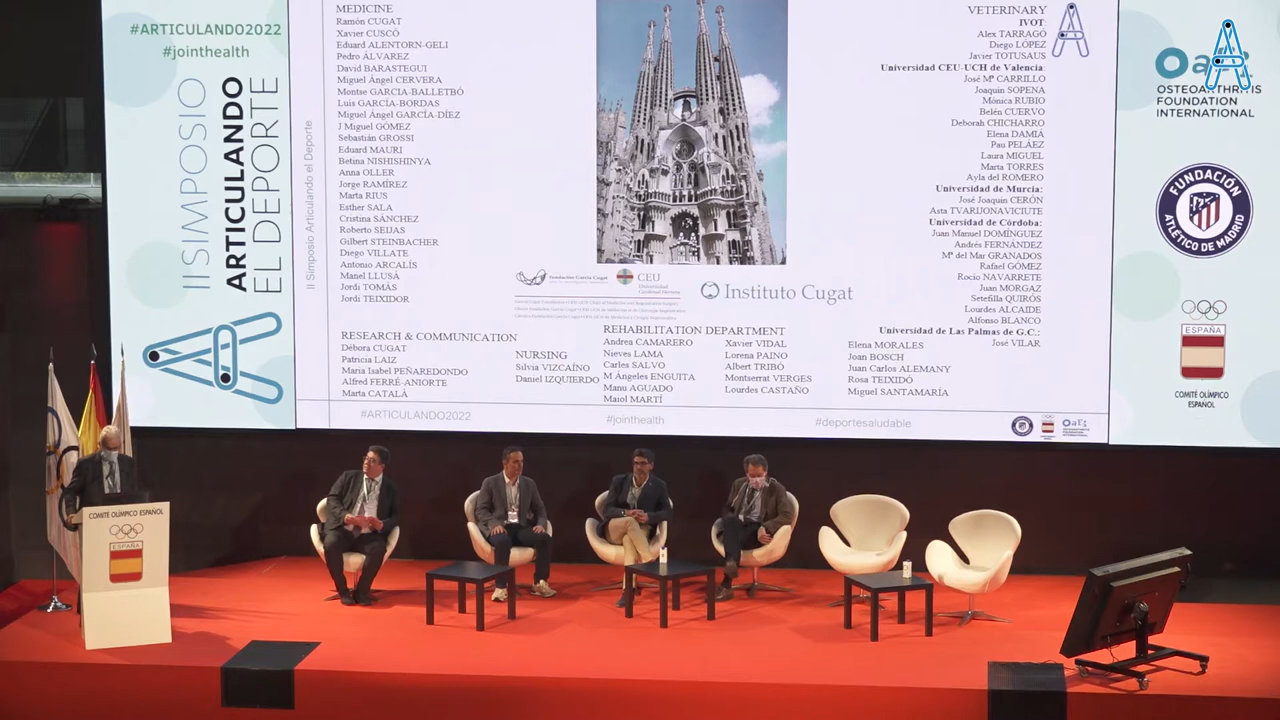 #ARTICULANDO2022
#jointhealth
II SIMPOSIO
ARTICULANDO
EL DEPORTE
II Simposio Articulando el Deporte
MEDICINE
Ramón CUGAT
Xavier CUSCÓ
Eduard ALENTORN-GELI
Pedro ÁLVAREZ
David BARASTEGUI
Miguel Ángel CERVERA
Montse GARCIA-BALLETBÓ
Luis GARCÍA-BORDAS
Miguel Ángel GARCÍA-DÍEZ
J Miguel GÓMEZ
Sebastián GROSSI
Eduard MAURI
Betina NISHISHINYA
Anna OLLER
Jorge RAMÍREZ
Marta RIUS
Esther SALA
Cristina SÁNCHEZ
Roberto SEIJAS
Gilbert STEINBACHER
Diego VILLATE
Antonio ARCALÍS
Manel LLUSÁ
Jordi TOMÁS
Jordi TEIXIDOR
VETERINARY
IVOT:
Alex TARRAGÓ
Diego LÓPEZ
Javier TOTUSAUS
Universidad CEU-UCH de Valencia:
José Mª CARRILLO
Joaquín SOPENA
Mónica RUBIO
Belén CUERVO
Deborah CHICHARRO
Elena DAMIÁ
Pau PELÁEZ
Laura MIGUEL
Marta TORRES
Ayla del ROMERO
Universidad de Murcia:
José Joaquín CERÓN
Asta TVARIJONAVICIUTE
Universidad de Córdoba:
Juan Manuel DOMÍNGUEZ
Andrés FERNÁNDEZ
Mª del Mar GRANADOS
Rafael GÓMEZ
Rocío NAVARRETE
Juan MORGAZ
Setefilla QUIRÓS
Lourdes ALCAIDE
Alfonso BLANCO
Universidad de Las Palmas de G.C.:
José VILAR
Fundación García Cugat
CEU
Universidad
Cardenal Herrera
Instituto Cugat
RESEARCH & COMMUNICATION
Débora CUGAT
Patricia LAIZ
Maria Isabel PEÑAREDONDO
Alfred FERRÉ-ANIORTE
Marta CATALÀ
NURSING
Silvia VIZCAÍNO
Daniel IZQUIERDO
REHABILITATION DEPARTMENT
Andrea CAMARERO
Nieves LAMA
Carles SALVO
M Àngeles ENGUITA
Manu AGUADO
Maiol MARTÍ
Xavier VIDAL
Lorena PAINO
Albert TRIBÓ
Montserrat VERGES
Lourdes CASTAÑO
Elena MORALES
Joan BOSCH
Juan Carlos ALEMANY
Rosa TEIXIDÓ
Miguel SANTAMARÍA
#ARTICULANDO2022
#jointhealth
#deportesaludable
OSTEOARTHRITIS
FOUNDATION
INTERNATIONAL
FUNDACIÓN
ATLÉTICO DE MADRID
ESPAÑA
COMITÉ OLÍMPICO
ESPAÑOL
COMITÉ OLÍMPICO ESPAÑOL
ESPAÑA